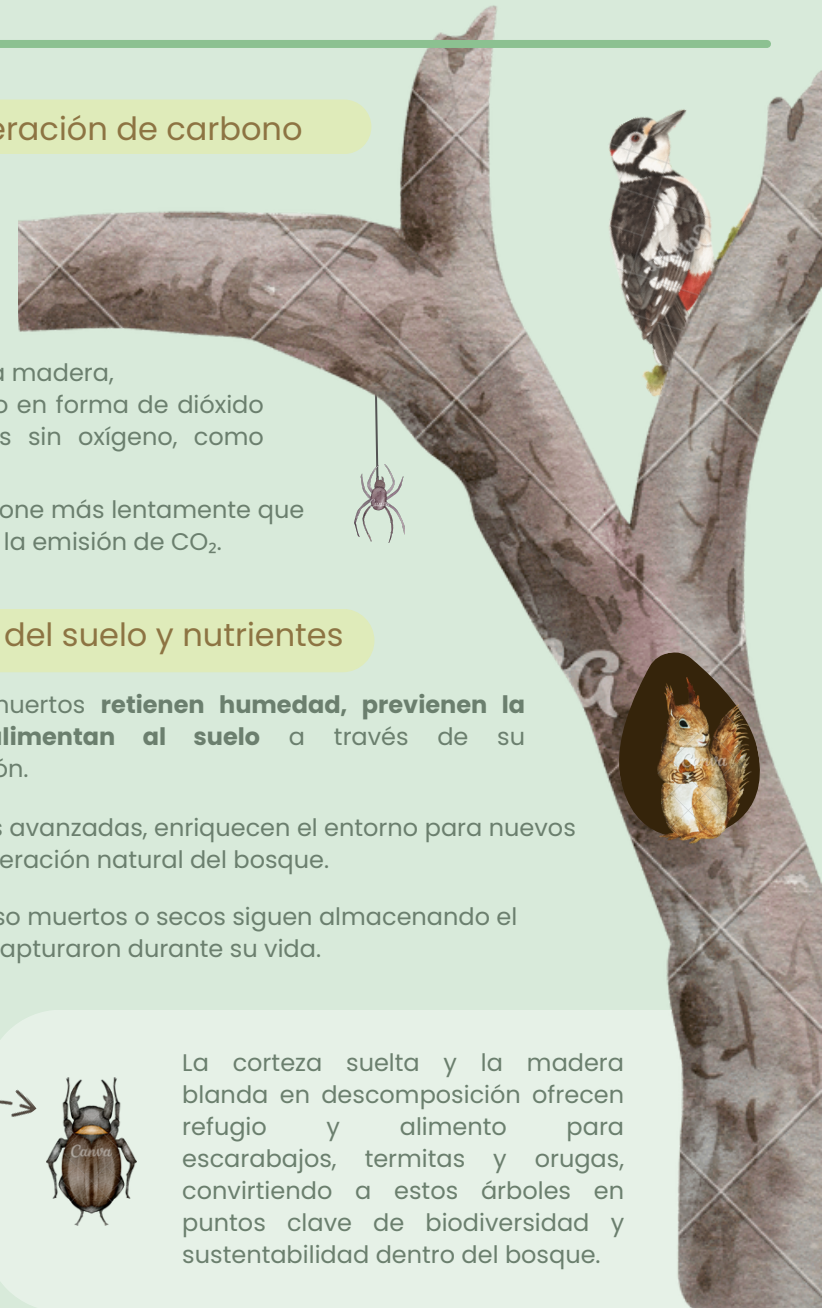 eración de carbono
a madera,
o en forma de dióxido
s sin oxígeno, como
one más lentamente que
la emisión de CO₂.
del suelo y nutrientes
muertos retienen humedad, previenen la
alimentan al suelo a través de su
ón.
s avanzadas, enriquecen el entorno para nuevos
eración natural del bosque.
so muertos o secos siguen almacenando el
apturaron durante su vida.
La corteza suelta y la madera
blanda en descomposición ofrecen
refugio y alimento para
escarabajos, termitas y orugas,
convirtiendo a estos árboles en
puntos clave de biodiversidad y
sustentabilidad dentro del bosque.
Canva